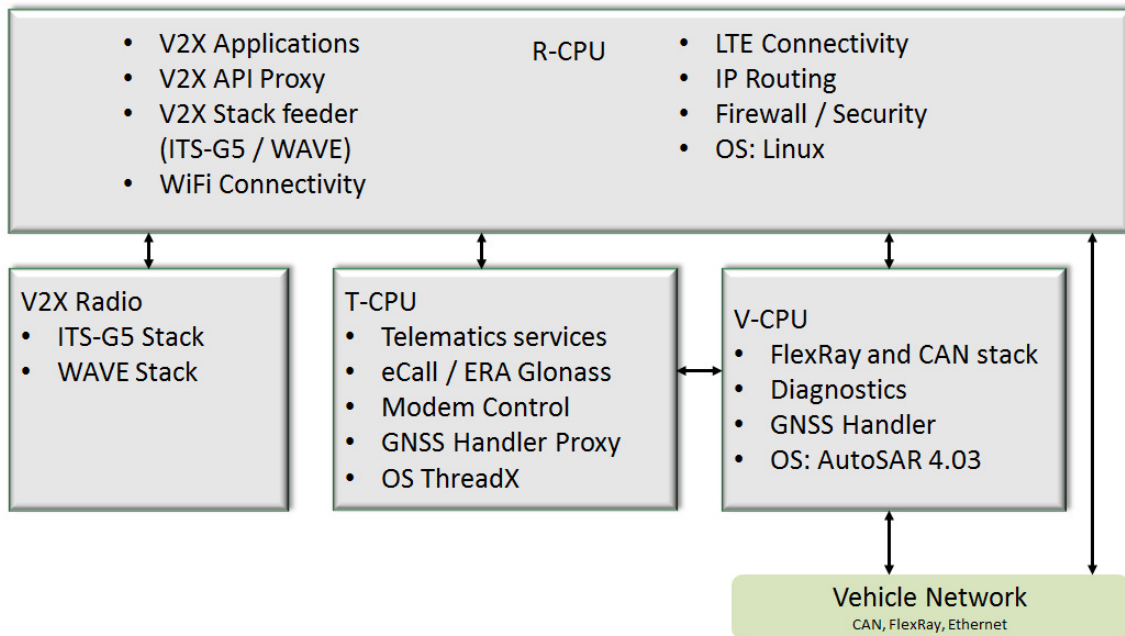 • V2X Applications
• V2X API Proxy
• V2X Stack feeder
(ITS-G5 / WAVE)
• WiFi Connectivity
R-CPU
• LTE Connectivity
• IP Routing
• Firewall / Security
• OS: Linux
V2X Radio
• ITS-G5 Stack
• WAVE Stack
T-CPU
• Telematics services
• eCall / ERA Glonass
• Modem Control
• GNSS Handler Proxy
• OS ThreadX
V-CPU
• FlexRay and CAN stack
• Diagnostics
• GNSS Handler
• OS: AutoSAR 4.03
Vehicle Network
CAN, FlexRay, Ethernet